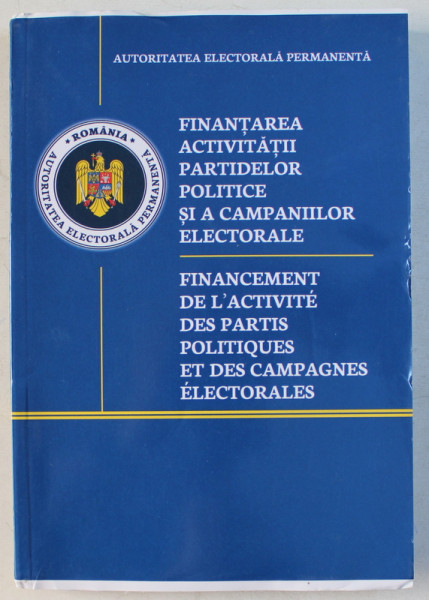 AUTORITATEA ELECTORALĂ PERMANENTĂ
FINANȚAREA
ACTIVITĂȚII
PARTIDELOR
POLITICE
ȘI A CAMPANIILOR
ELECTORALE
* ROMÂNIA *
AUTORITATEA ELECTORALĂ PERMANENTĂ
FINANCEMENT
DE L'ACTIVITÉ
DES PARTIS
POLITIQUES
ET DES CAMPAGNES
ÉLECTORALES